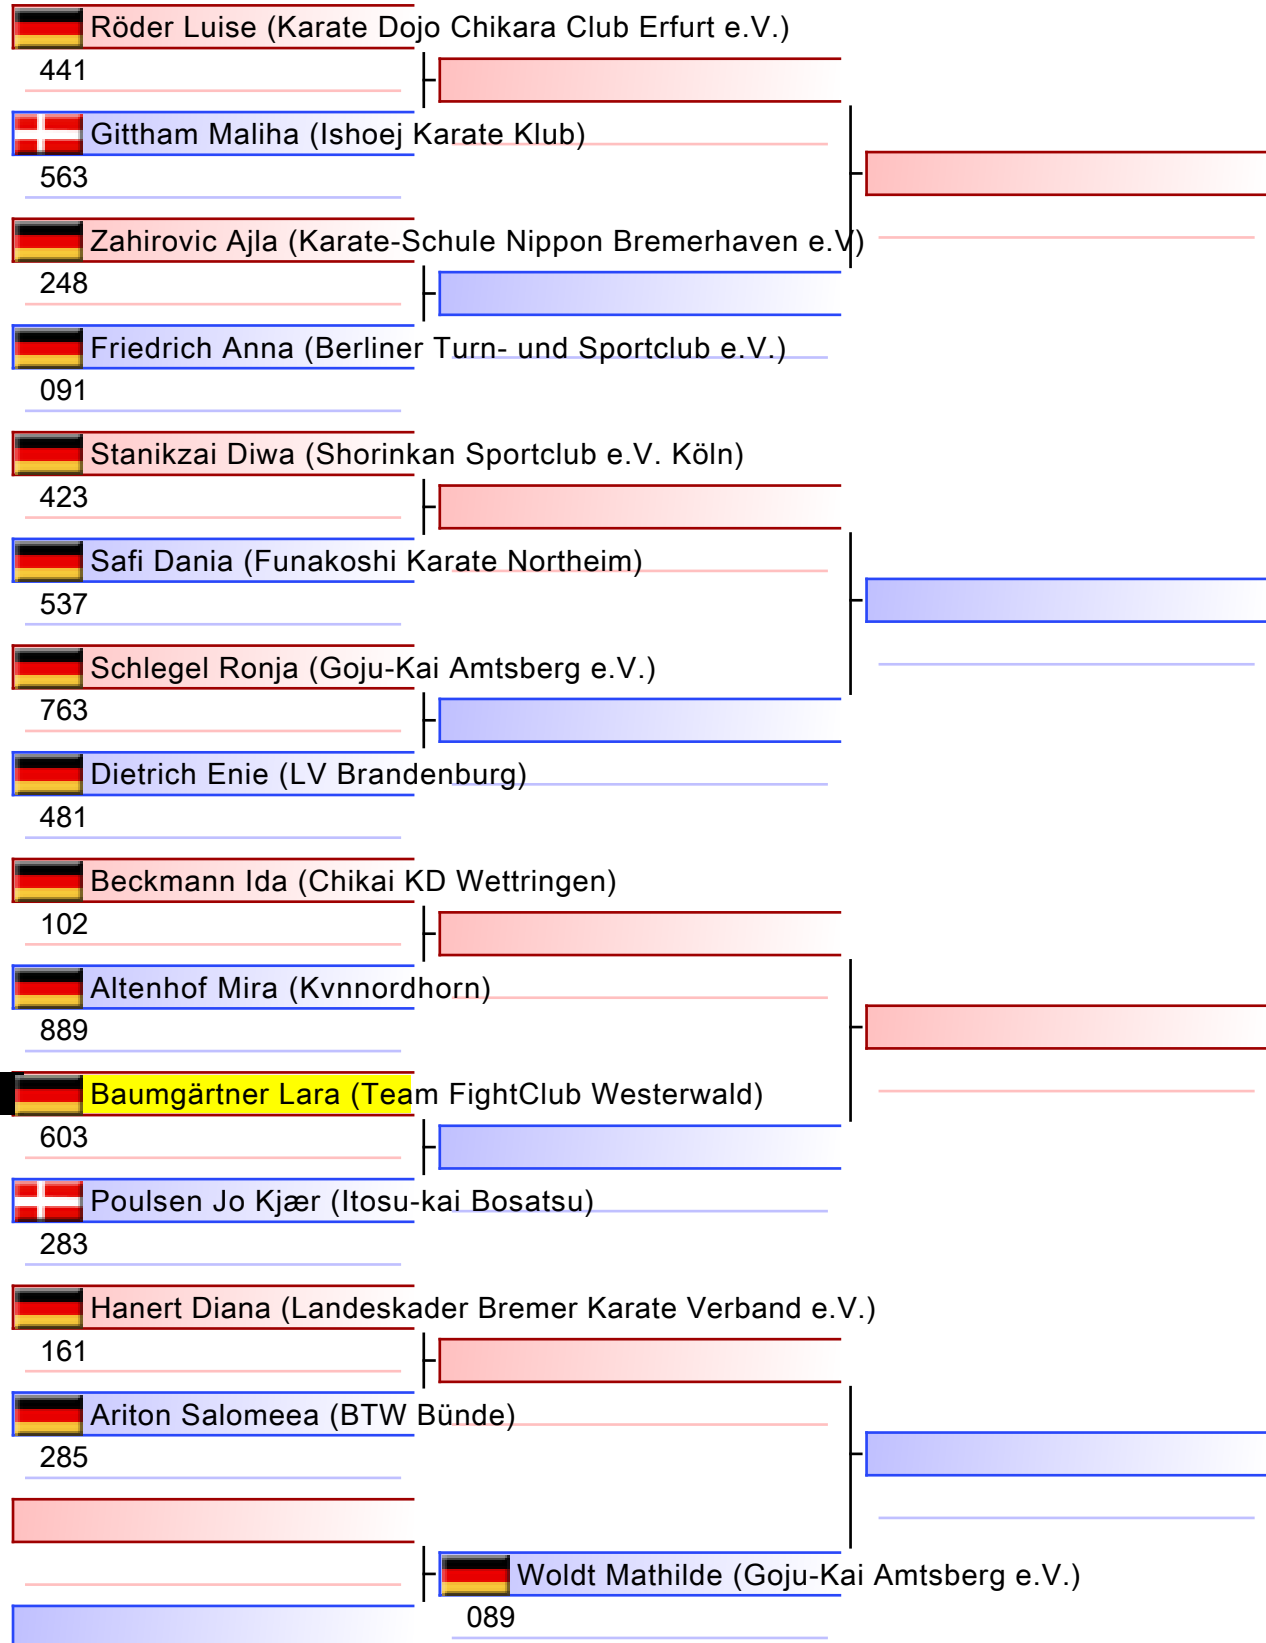 Röder Luise (Karate Dojo Chikara Club Erfurt e.V.)
441
Gittham Maliha (Ishoej Karate Klub)
563
Zahirovic Ajla (Karate-Schule Nippon Bremerhaven e.V)
248
Friedrich Anna (Berliner Turn- und Sportclub e.V.)
091
Stanikzai Diwa (Shorinkan Sportclub e.V. Köln)
423
Safi Dania (Funakoshi Karate Northeim)
537
Schlegel Ronja (Goju-Kai Amtsberg e.V.)
763
Dietrich Enie (LV Brandenburg)
481
Beckmann Ida (Chikai KD Wettringen)
102
Altenhof Mira (Kvnnordhorn)
889
Baumgärtner Lara (Team FightClub Westerwald)
603
Poulsen Jo Kjær (Itosu-kai Bosatsu)
283
Hanert Diana (Landeskader Bremer Karate Verband e.V.)
161
Ariton Salomeea (BTW Bünde)
285
Woldt Mathilde (Goju-Kai Amtsberg e.V.)
089